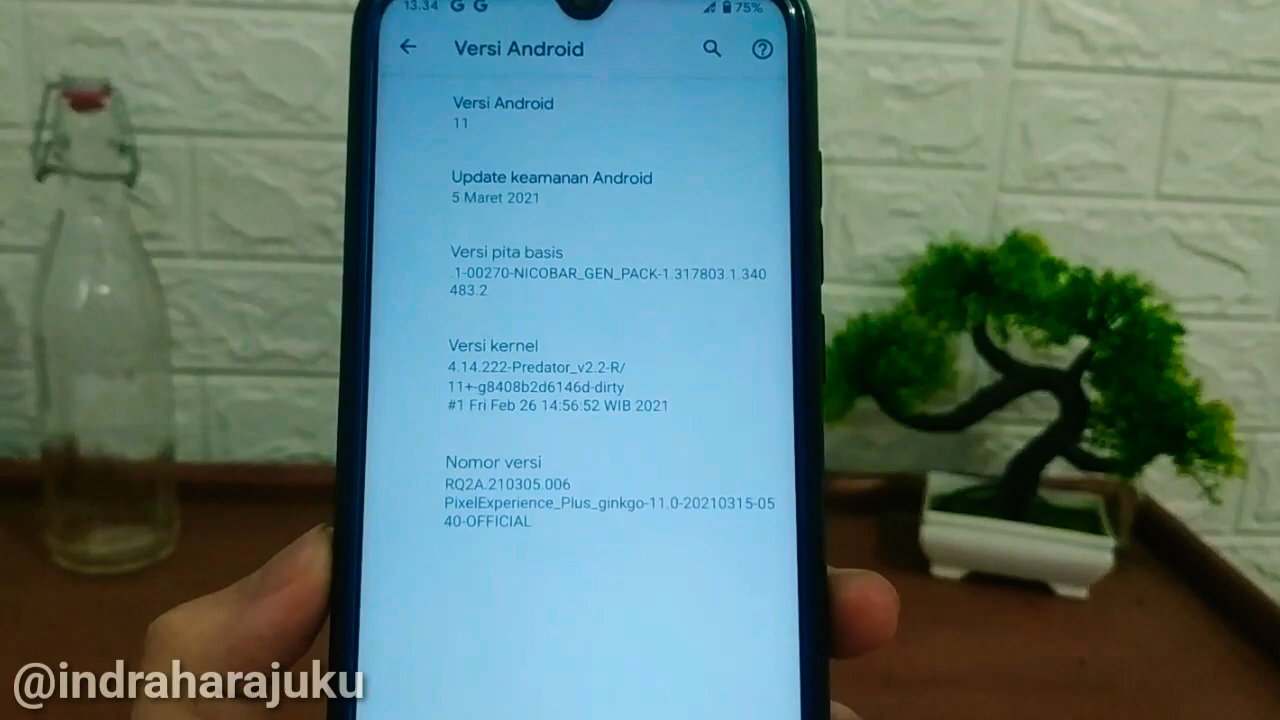 13.34 G G 75%
Versi Android
Versi Android
11
Update keamanan Android
5 Maret 2021
Versi pita basis
.1-00270-NICOBAR_GEN_PACK-1.317803.1.340
483.2
Versi kernel
4.14.222-Predator_v2.2-R/
11+-g8408b2d6146d-dirty
#1 Fri Feb 26 14:56:52 WIB 2021
Nomor versi
RQ2A.210305.006
PixelExperience_Plus_ginkgo-11.0-20210315-05
40-OFFICIAL
@indraharajuku